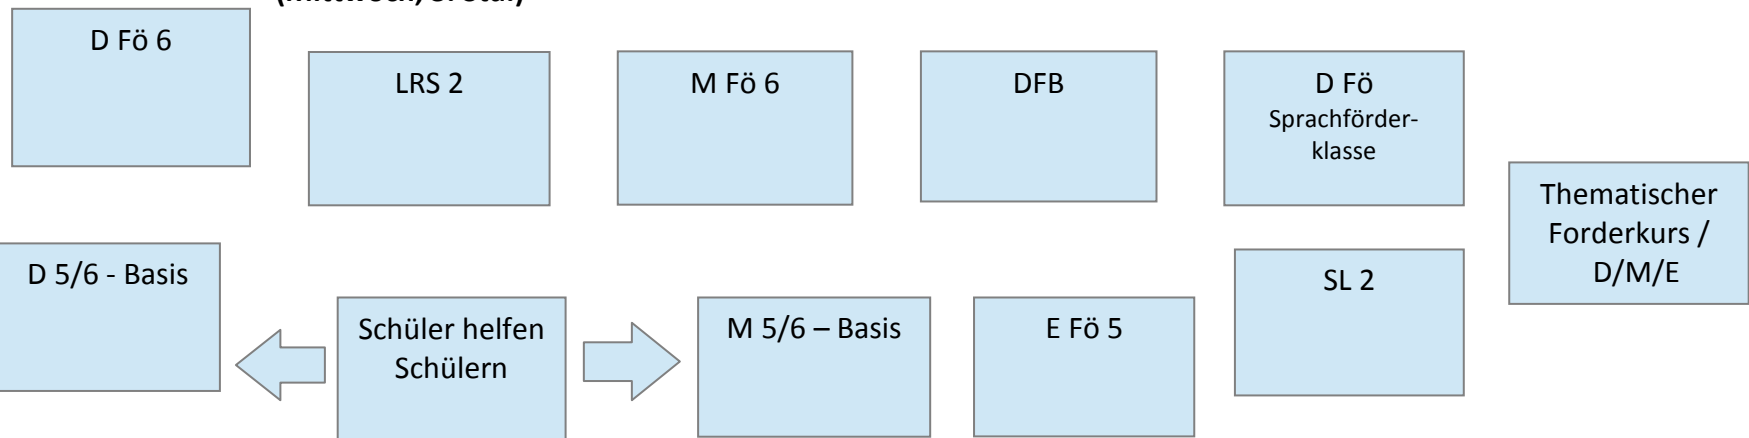 D Fö 6
LRS 2
M Fö 6
DFB
D Fö
Sprachförder-
klasse
Thematischer
Forderkurs /
D/M/E
D 5/6 - Basis
Schüler helfen
Schülern
M 5/6 – Basis
E Fö 5
SL 2